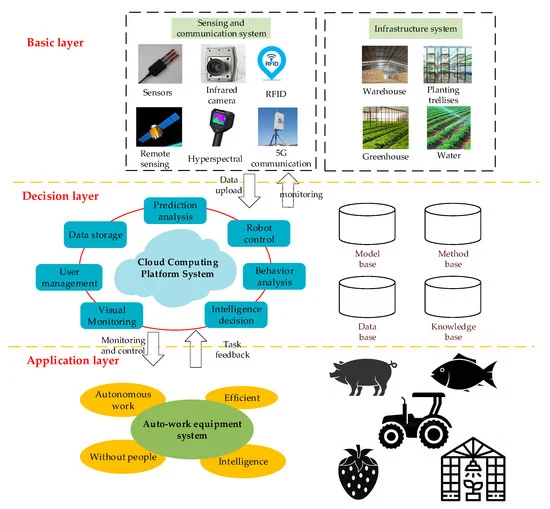 Sensing and
communication system
Infrastructure system
Basic layer
RFID
Sensors
Infrared
camera
RFID
Warehouse
Planting
trellises
Remote
sensing
Hyperspectral
5G
communication
Greenhouse
Water
Data
upload
monitoring
Decision layer
Prediction
analysis
Data storage
Robot
control
Cloud Computing
Platform System
User
management
Behavior
analysis
Visual
Monitoring
Intelligence
decision
Model
base
Method
base
Data
base
Knowledge
base
Monitoring
and control
Task
feedback
Application layer
Autonomous
work
Efficient
Auto-work equipment
system
Without people
Intelligence